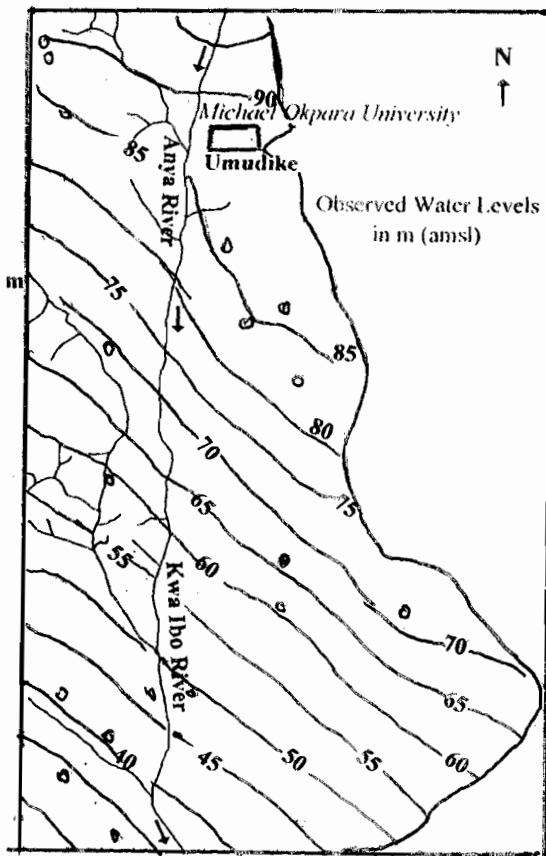 N
90
Michael Okpara University
85
Umudike
Anya River
Observed Water Levels
in m (amsl)
m
75
85
80
70
75
65
60
55
Kwa Ibo River
70
65
60
55
50
45
40